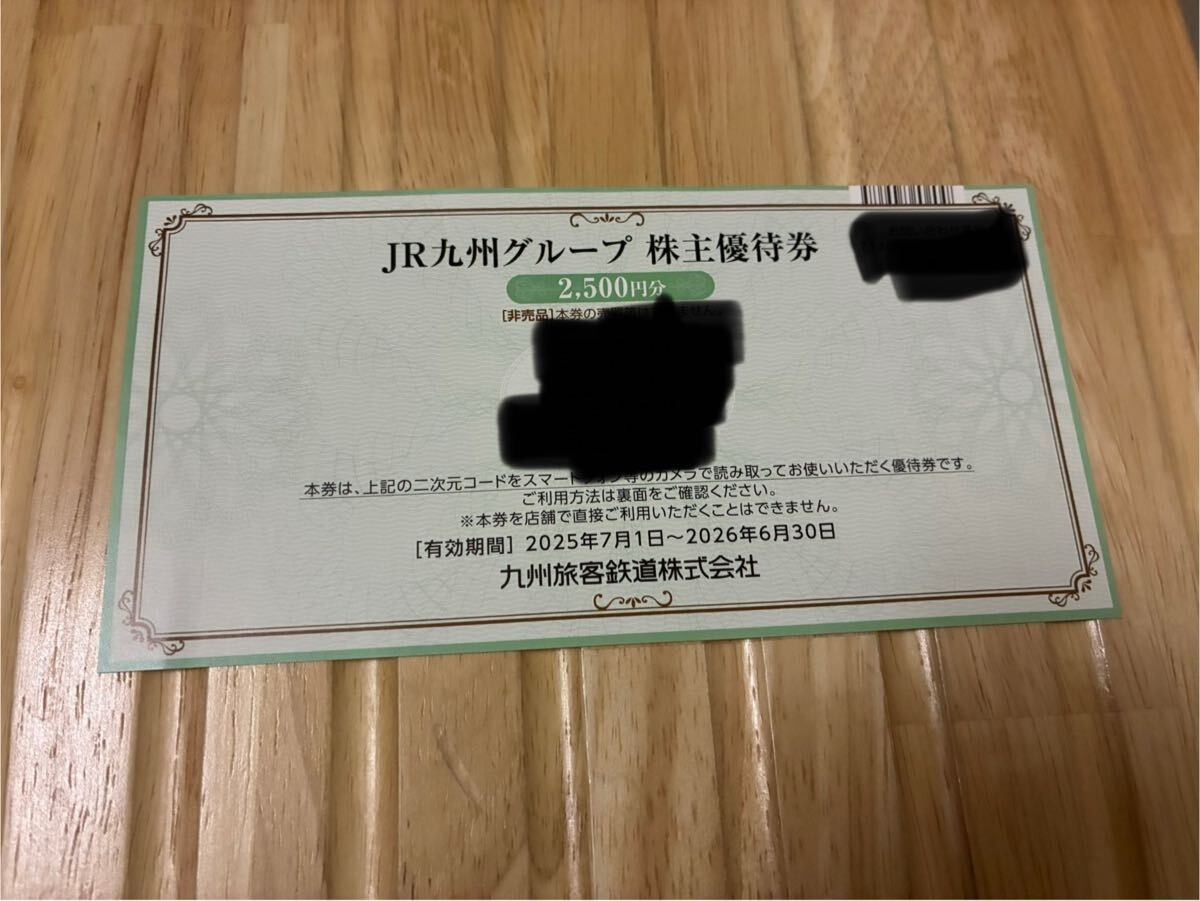 JR九州グループ 株主優待券
2,500円分
[非売品]本券の
ません。
本券は、上記の二次元コードをスマートフォン等のカメラで読み取ってお使いいただく優待券です。
ご利用方法は裏面をご確認ください。
※本券を店舗で直接ご利用いただくことはできません。
[有効期間] 2025年7月1日~2026年6月30日
九州旅客鉄道株式会社